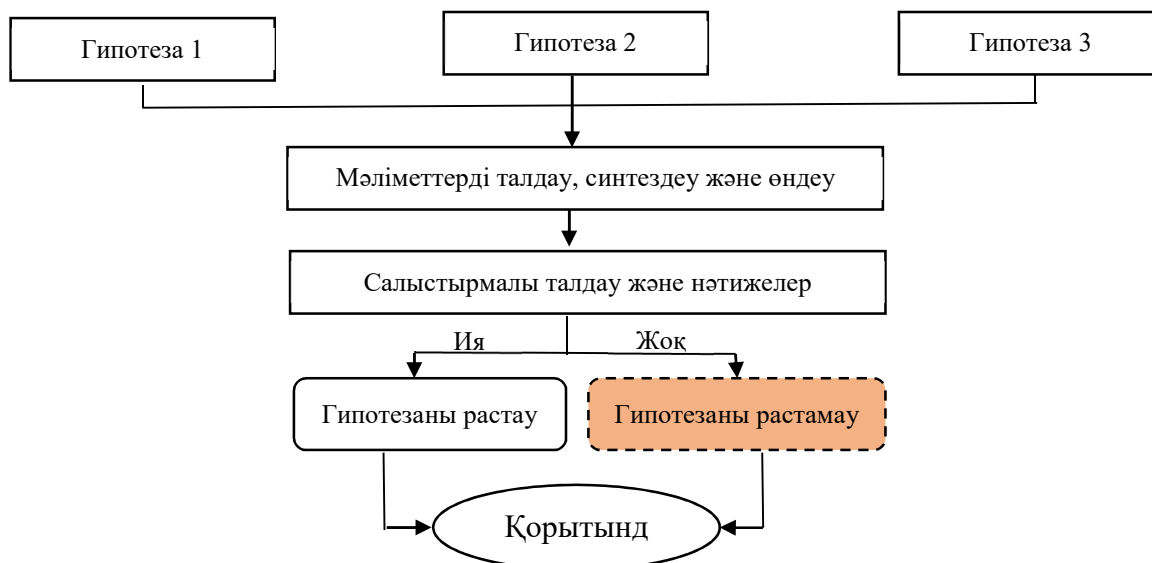 Гипотеза 1
Гипотеза 2
Гипотеза 3
Мәліметтерді талдау, синтездеу және өңдеу
Салыстырмалы талдау және нәтижелер
Ия
Жоқ
Гипотезаны растау
Гипотезаны растамау
Қорытынд